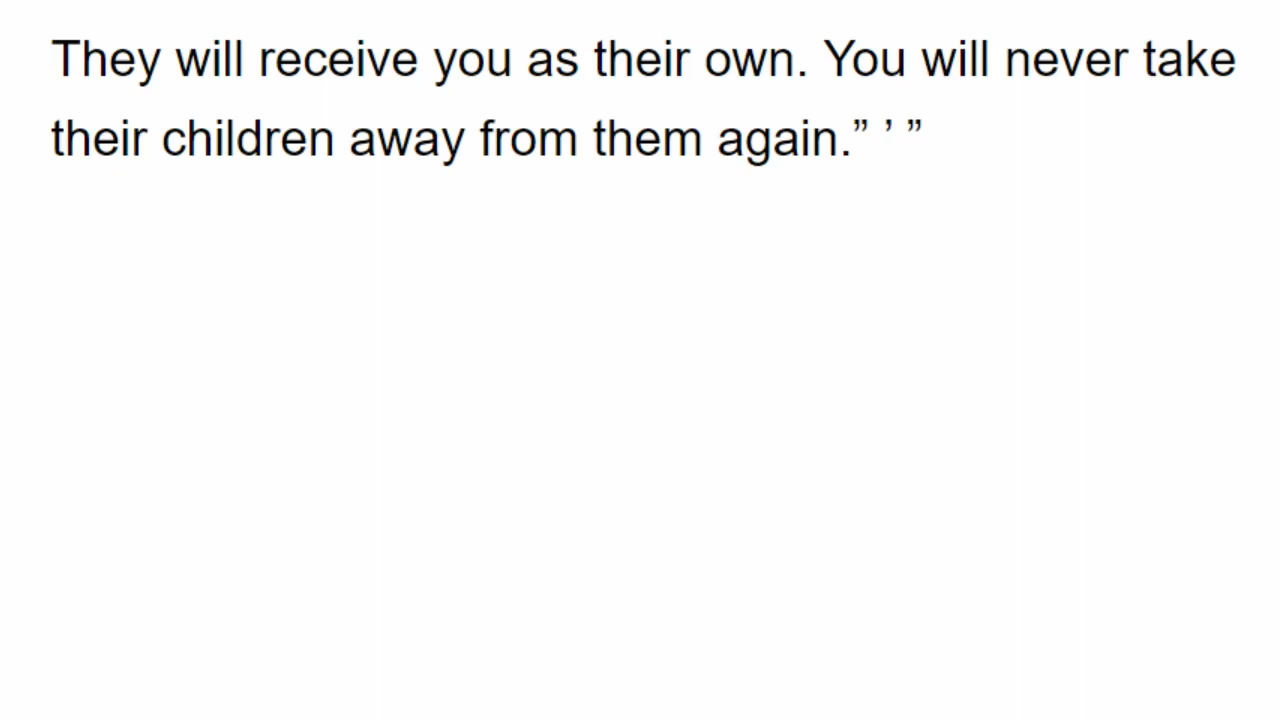 They will receive you as their own. You will never take
their children away from them again.” ’ ”